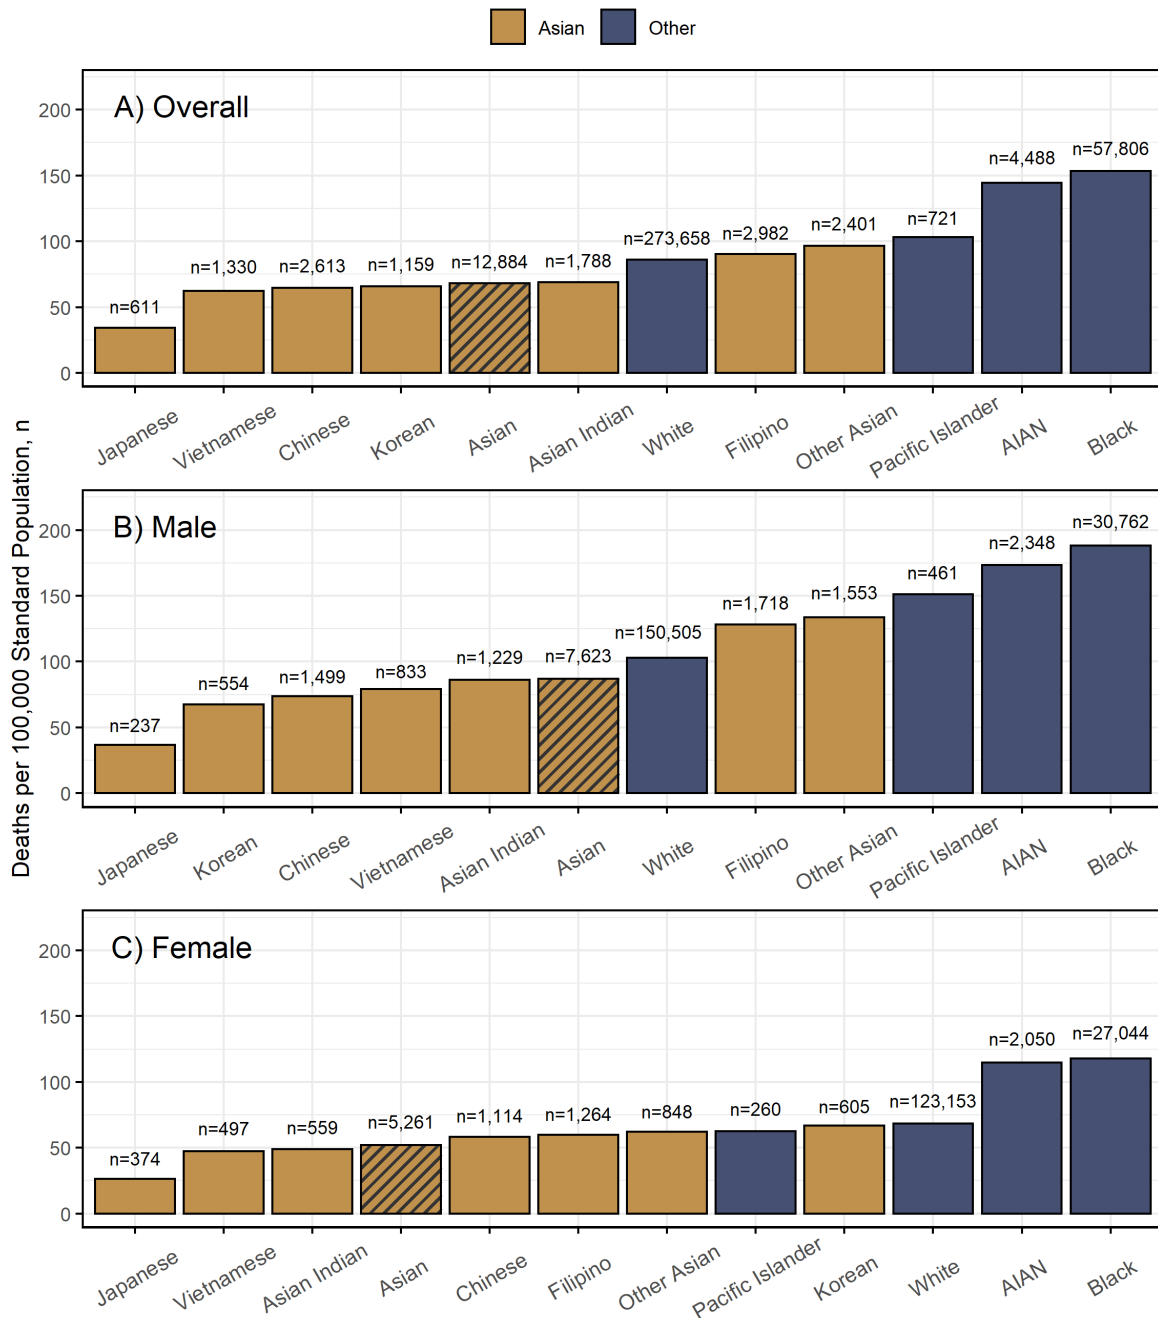 Asian Other
A) Overall
200
150
100
50
0
n=611 n=1,330 n=2,613 n=1,159 n=12,884 n=1,788 n=273,658 n=2,982 n=2,401 n=721 n=4,488 n=57,806
Japanese Vietnamese Chinese Korean Asian Asian Indian White Filipino Other Asian Pacific Islander AIAN Black
Deaths per 100,000 Standard Population, n
B) Male
200
150
100
50
0
n=237 n=554 n=1,499 n=833 n=1,229 n=7,623 n=150,505 n=1,718 n=1,553 n=461 n=2,348 n=30,762
Japanese Korean Chinese Vietnamese Asian Indian Asian White Filipino Other Asian Pacific Islander AIAN Black
C) Female
200
150
100
50
0
n=374 n=497 n=559 n=5,261 n=1,114 n=1,264 n=848 n=260 n=605 n=123,153 n=2,050 n=27,044
Japanese Vietnamese Asian Indian Asian Chinese Filipino Other Asian Pacific Islander Korean White AIAN Black